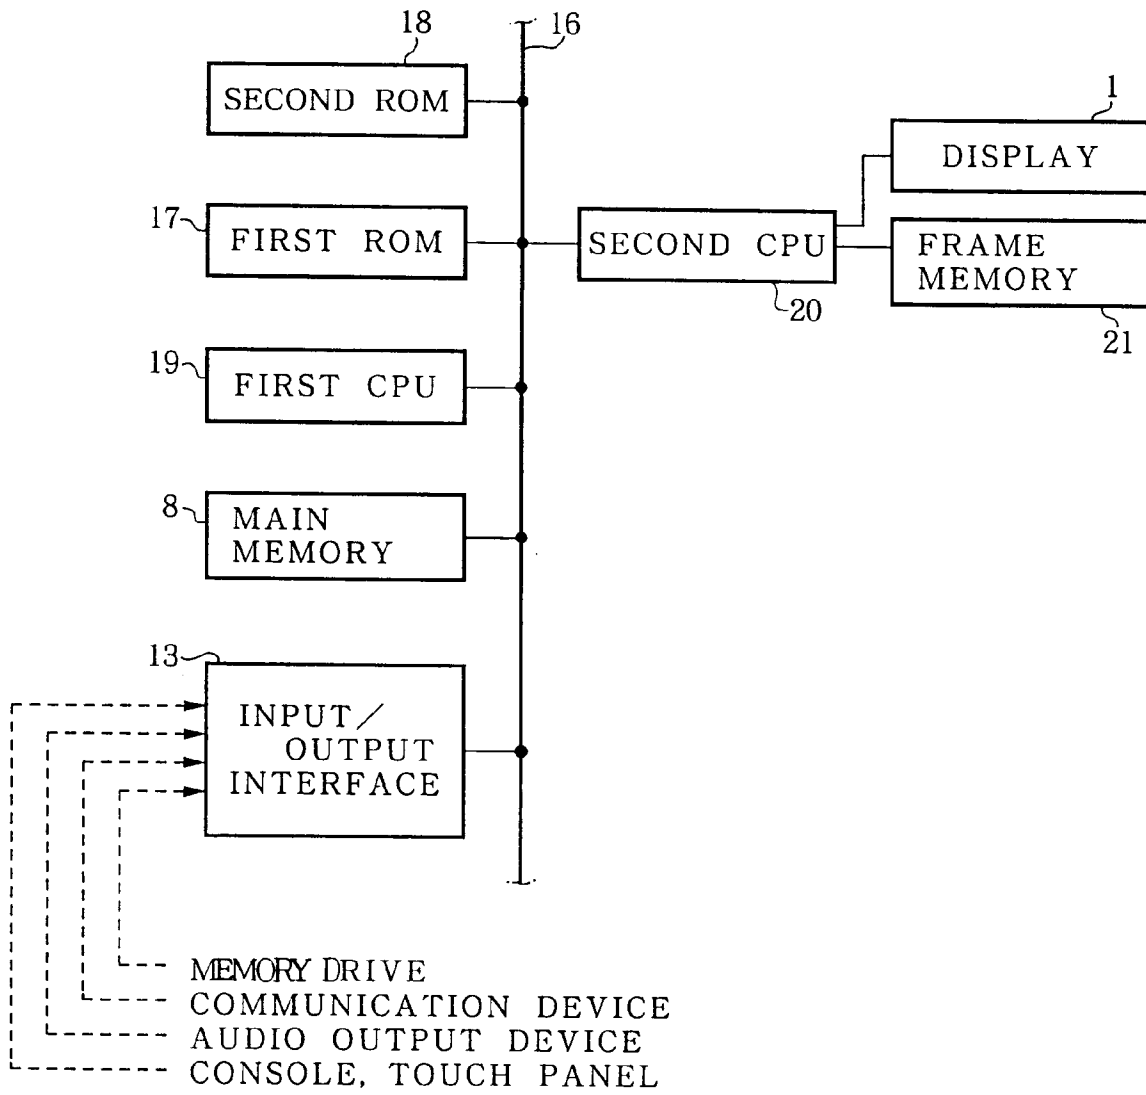 18
16
SECOND ROM
1
DISPLAY
17
FIRST ROM
SECOND CPU
FRAME
MEMORY
20
21
19
FIRST CPU
8
MAIN
MEMORY
13
INPUT/
OUTPUT
INTERFACE
MEMORY DRIVE
COMMUNICATION DEVICE
AUDIO OUTPUT DEVICE
CONSOLE, TOUCH PANEL